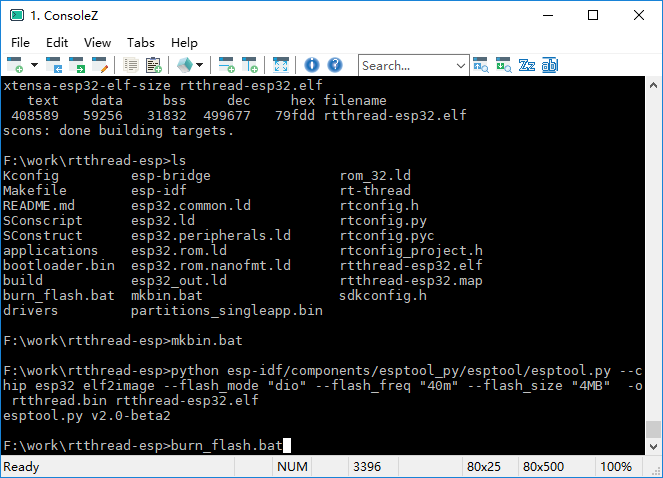 1. ConsoleZ
File Edit View Tabs Help
Search... Zz ab
xtensa-esp32-elf-size rtthread-esp32.elf
   text    data     bss     dec     hex filename
 408589   59256   31832  499677   79fdd rtthread-esp32.elf
scons: done building targets.
F:\work\rtthread-esp>ls
Kconfig         esp-bridge                rom_32.ld
Makefile        esp-idf                   rt-thread
README.md       esp32.common.ld           rtconfig.h
SConscript      esp32.ld                  rtconfig.py
SConstruct      esp32.peripherals.ld      rtconfig.pyc
applications    esp32.rom.ld              rtconfig_project.h
bootloader.bin  esp32.rom.nanofmt.ld      rtthread-esp32.elf
build           esp32_out.ld              rtthread-esp32.map
burn_flash.bat  mkbin.bat                 sdkconfig.h
drivers         partitions_singleapp.bin
F:\work\rtthread-esp>mkbin.bat
F:\work\rtthread-esp>python esp-idf/components/esptool_py/esptool/esptool.py --c
hip esp32 elf2image --flash_mode "dio" --flash_freq "40m" --flash_size "4MB"  -o
 rtthread.bin rtthread-esp32.elf
esptool.py v2.0-beta2
F:\work\rtthread-esp>burn_flash.bat
Ready NUM 3396 80x25 80x500 100%